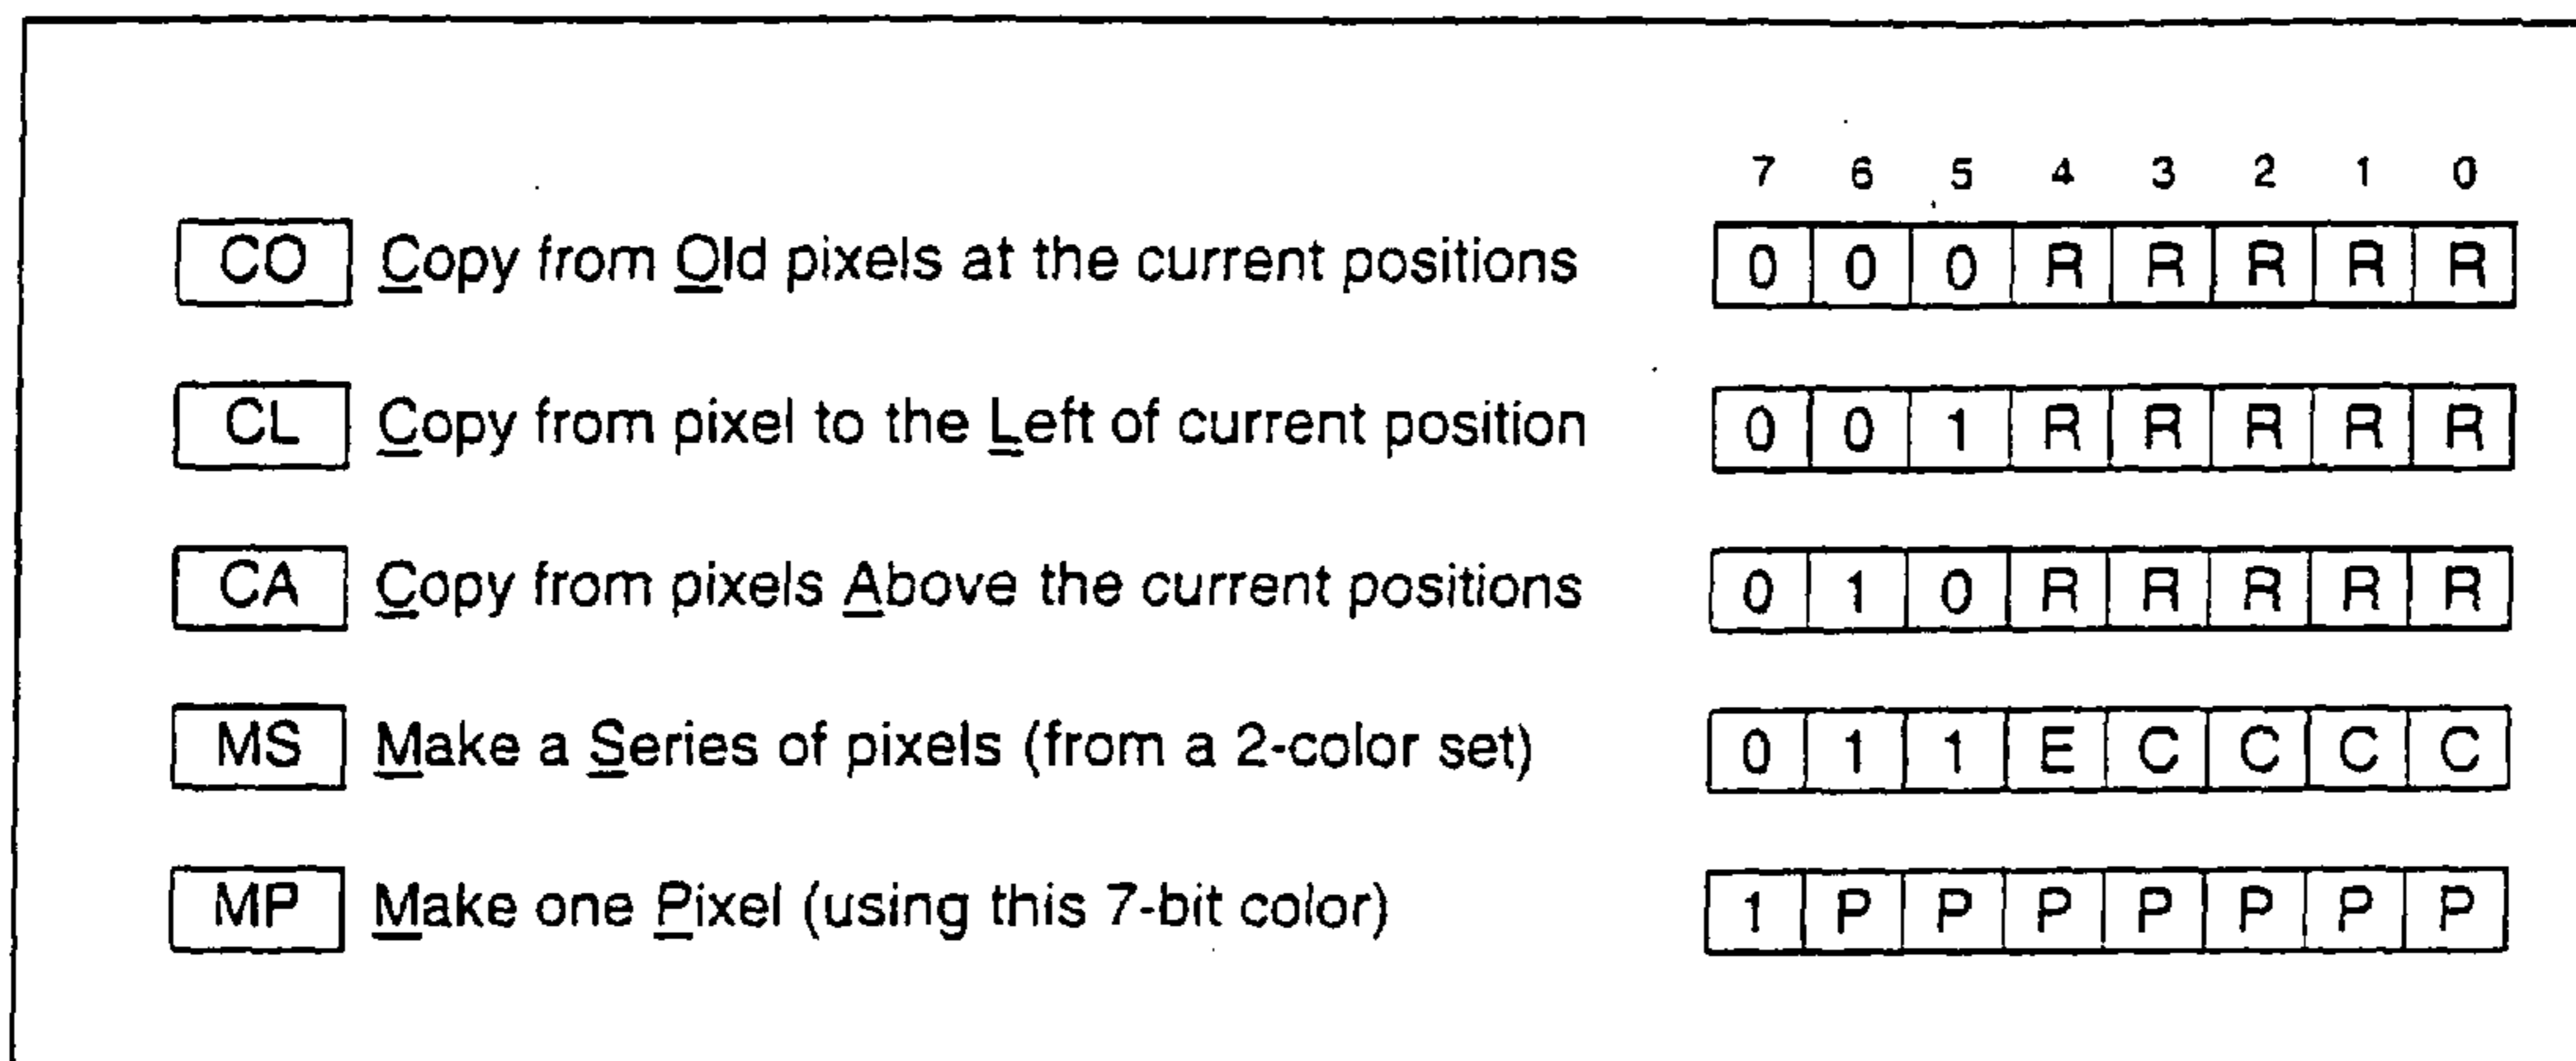 7 6 5 4 3 2 1 0
CO Copy from Old pixels at the current positions 0 0 0 R R R R R
CL Copy from pixel to the Left of current position 0 0 1 R R R R R
CA Copy from pixels Above the current positions 0 1 0 R R R R R
MS Make a Series of pixels (from a 2-color set) 0 1 1 E C C C C
MP Make one Pixel (using this 7-bit color) 1 P P P P P P P